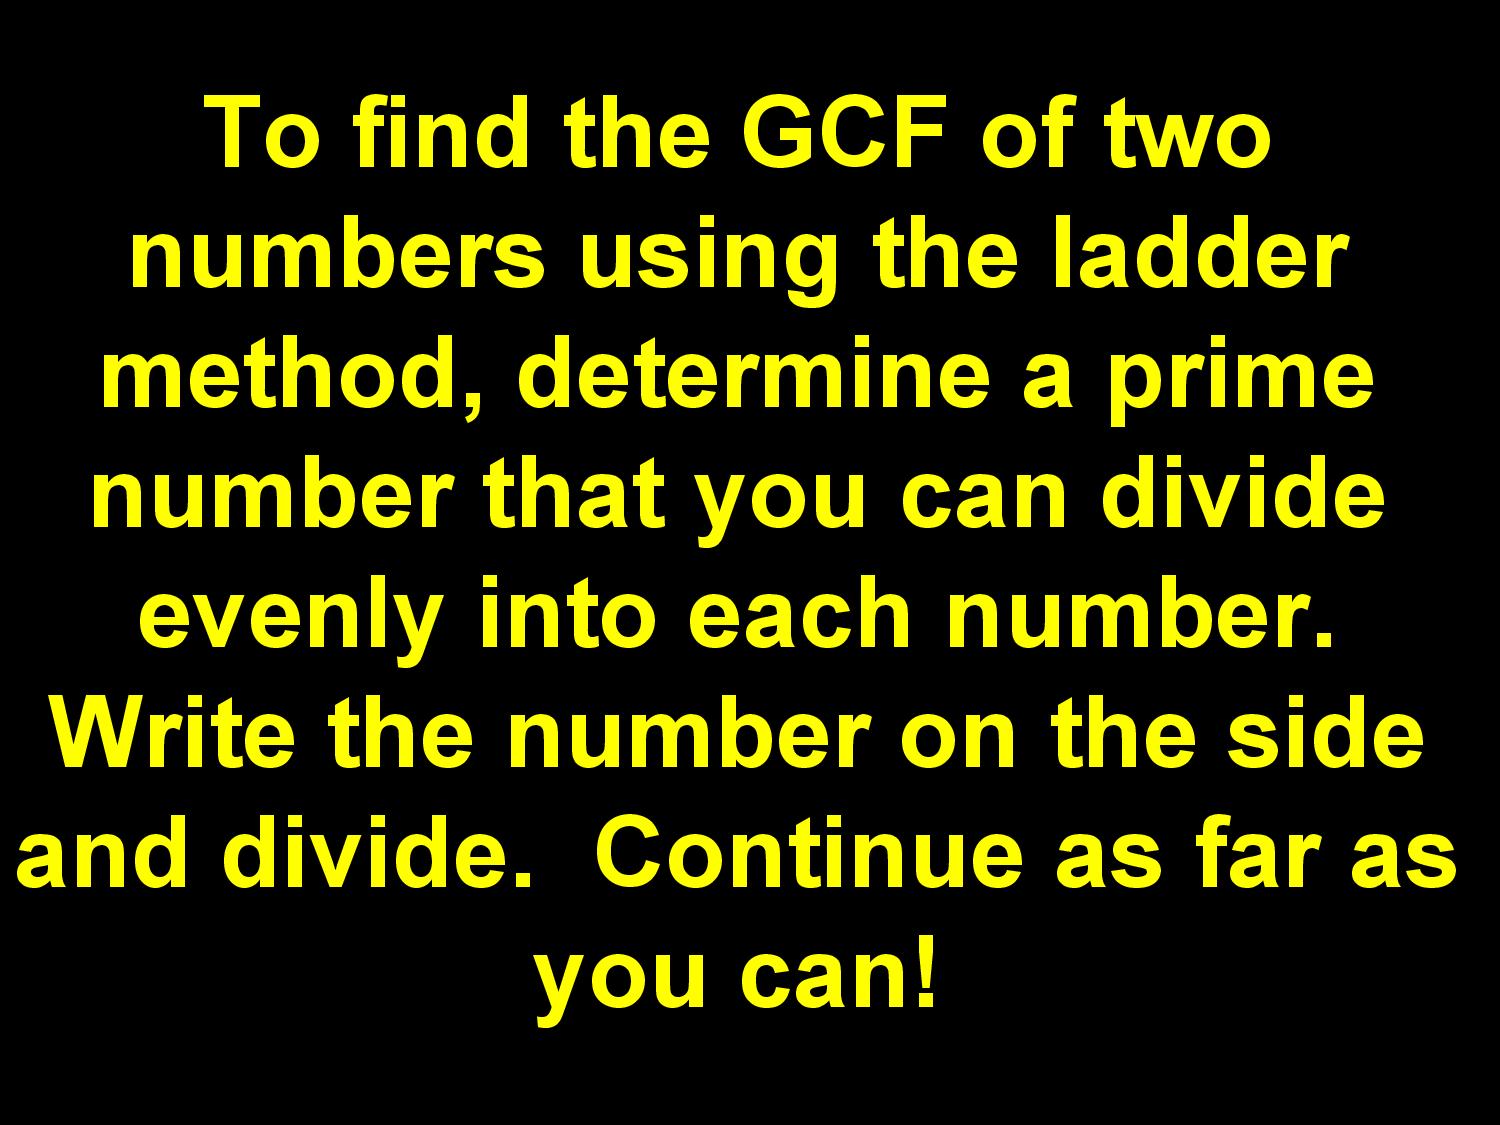 To find the GCF of two
numbers using the ladder
method, determine a prime
number that you can divide
evenly into each number.
Write the number on the side
and divide.  Continue as far as
you can!